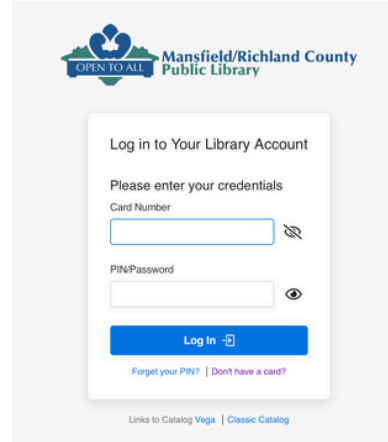 OPEN TO ALL
Mansfield/Richland County
Public Library
Log in to Your Library Account
Please enter your credentials
Card Number
PIN/Password
Log In
Forget your PIN? | Don't have a card?
Links to Catalog Vega | Classic Catalog